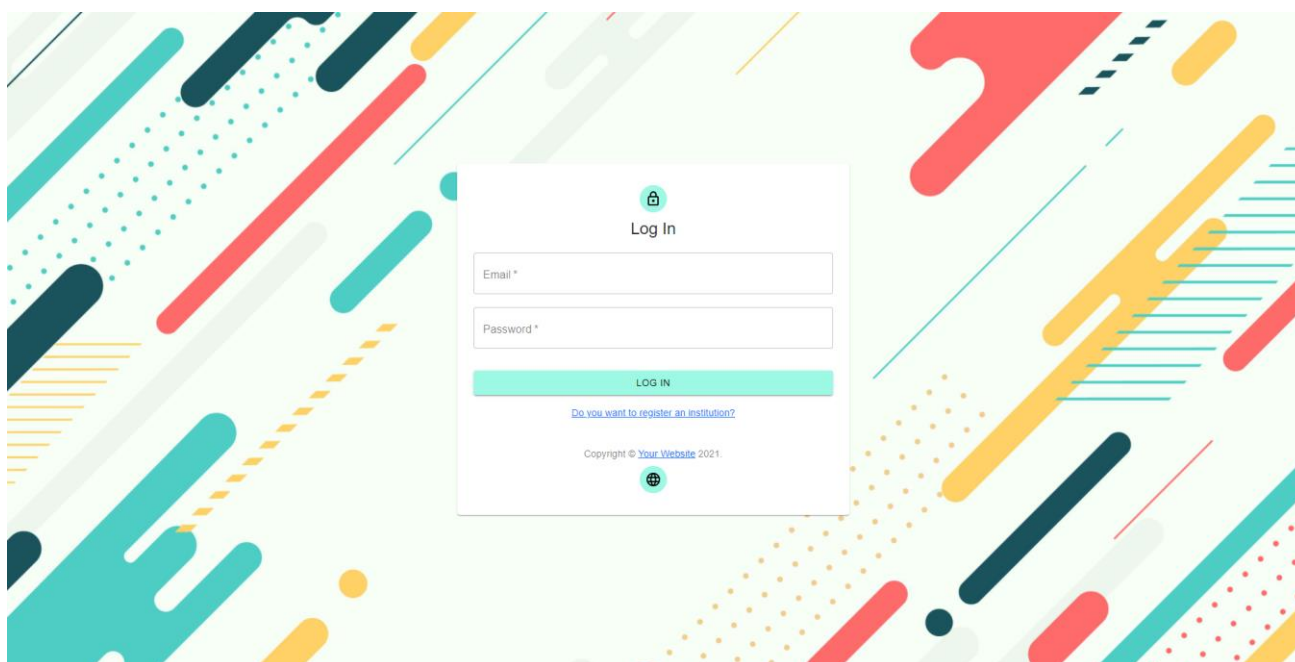 Log In
Email *
Password *
LOG IN
Do you want to register an institution?
Copyright © Your Website 2021.